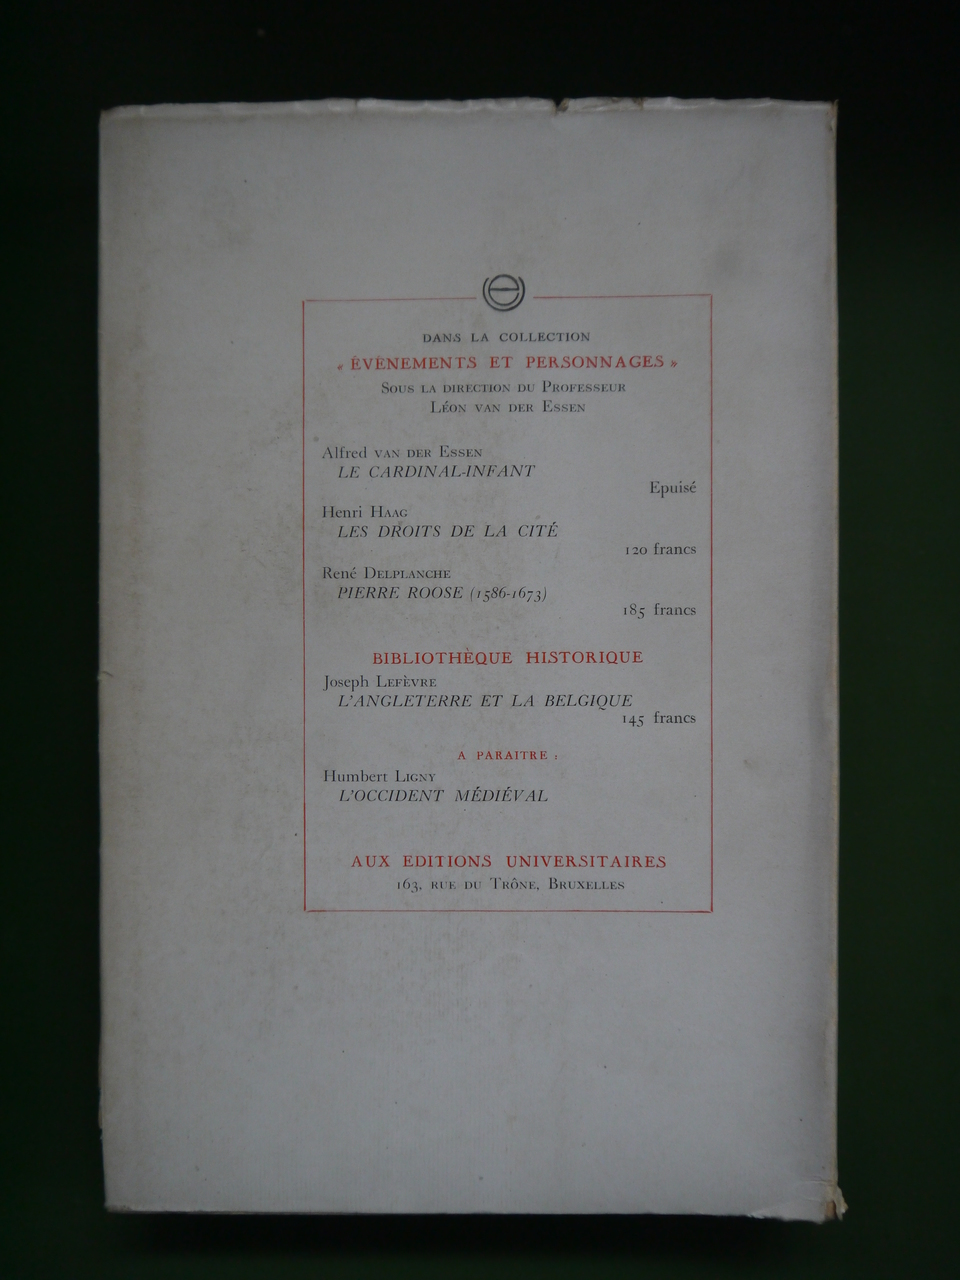 DANS LA COLLECTION
« ÉVÈNEMENTS ET PERSONNAGES »
SOUS LA DIRECTION DU PROFESSEUR
LÉON VAN DER ESSEN
Alfred VAN DER ESSEN
LE CARDINAL-INFANT
Epuisé
Henri HAAG
LES DROITS DE LA CITÉ
120 francs
René DELPLANCHE
PIERRE ROOSE (1586-1673)
185 francs
BIBLIOTHÈQUE HISTORIQUE
Joseph LEFÈVRE
L'ANGLETERRE ET LA BELGIQUE
145 francs
A PARAITRE :
Humbert LIGNY
L'OCCIDENT MÉDIÉVAL
AUX EDITIONS UNIVERSITAIRES
163, RUE DU TRÔNE, BRUXELLES